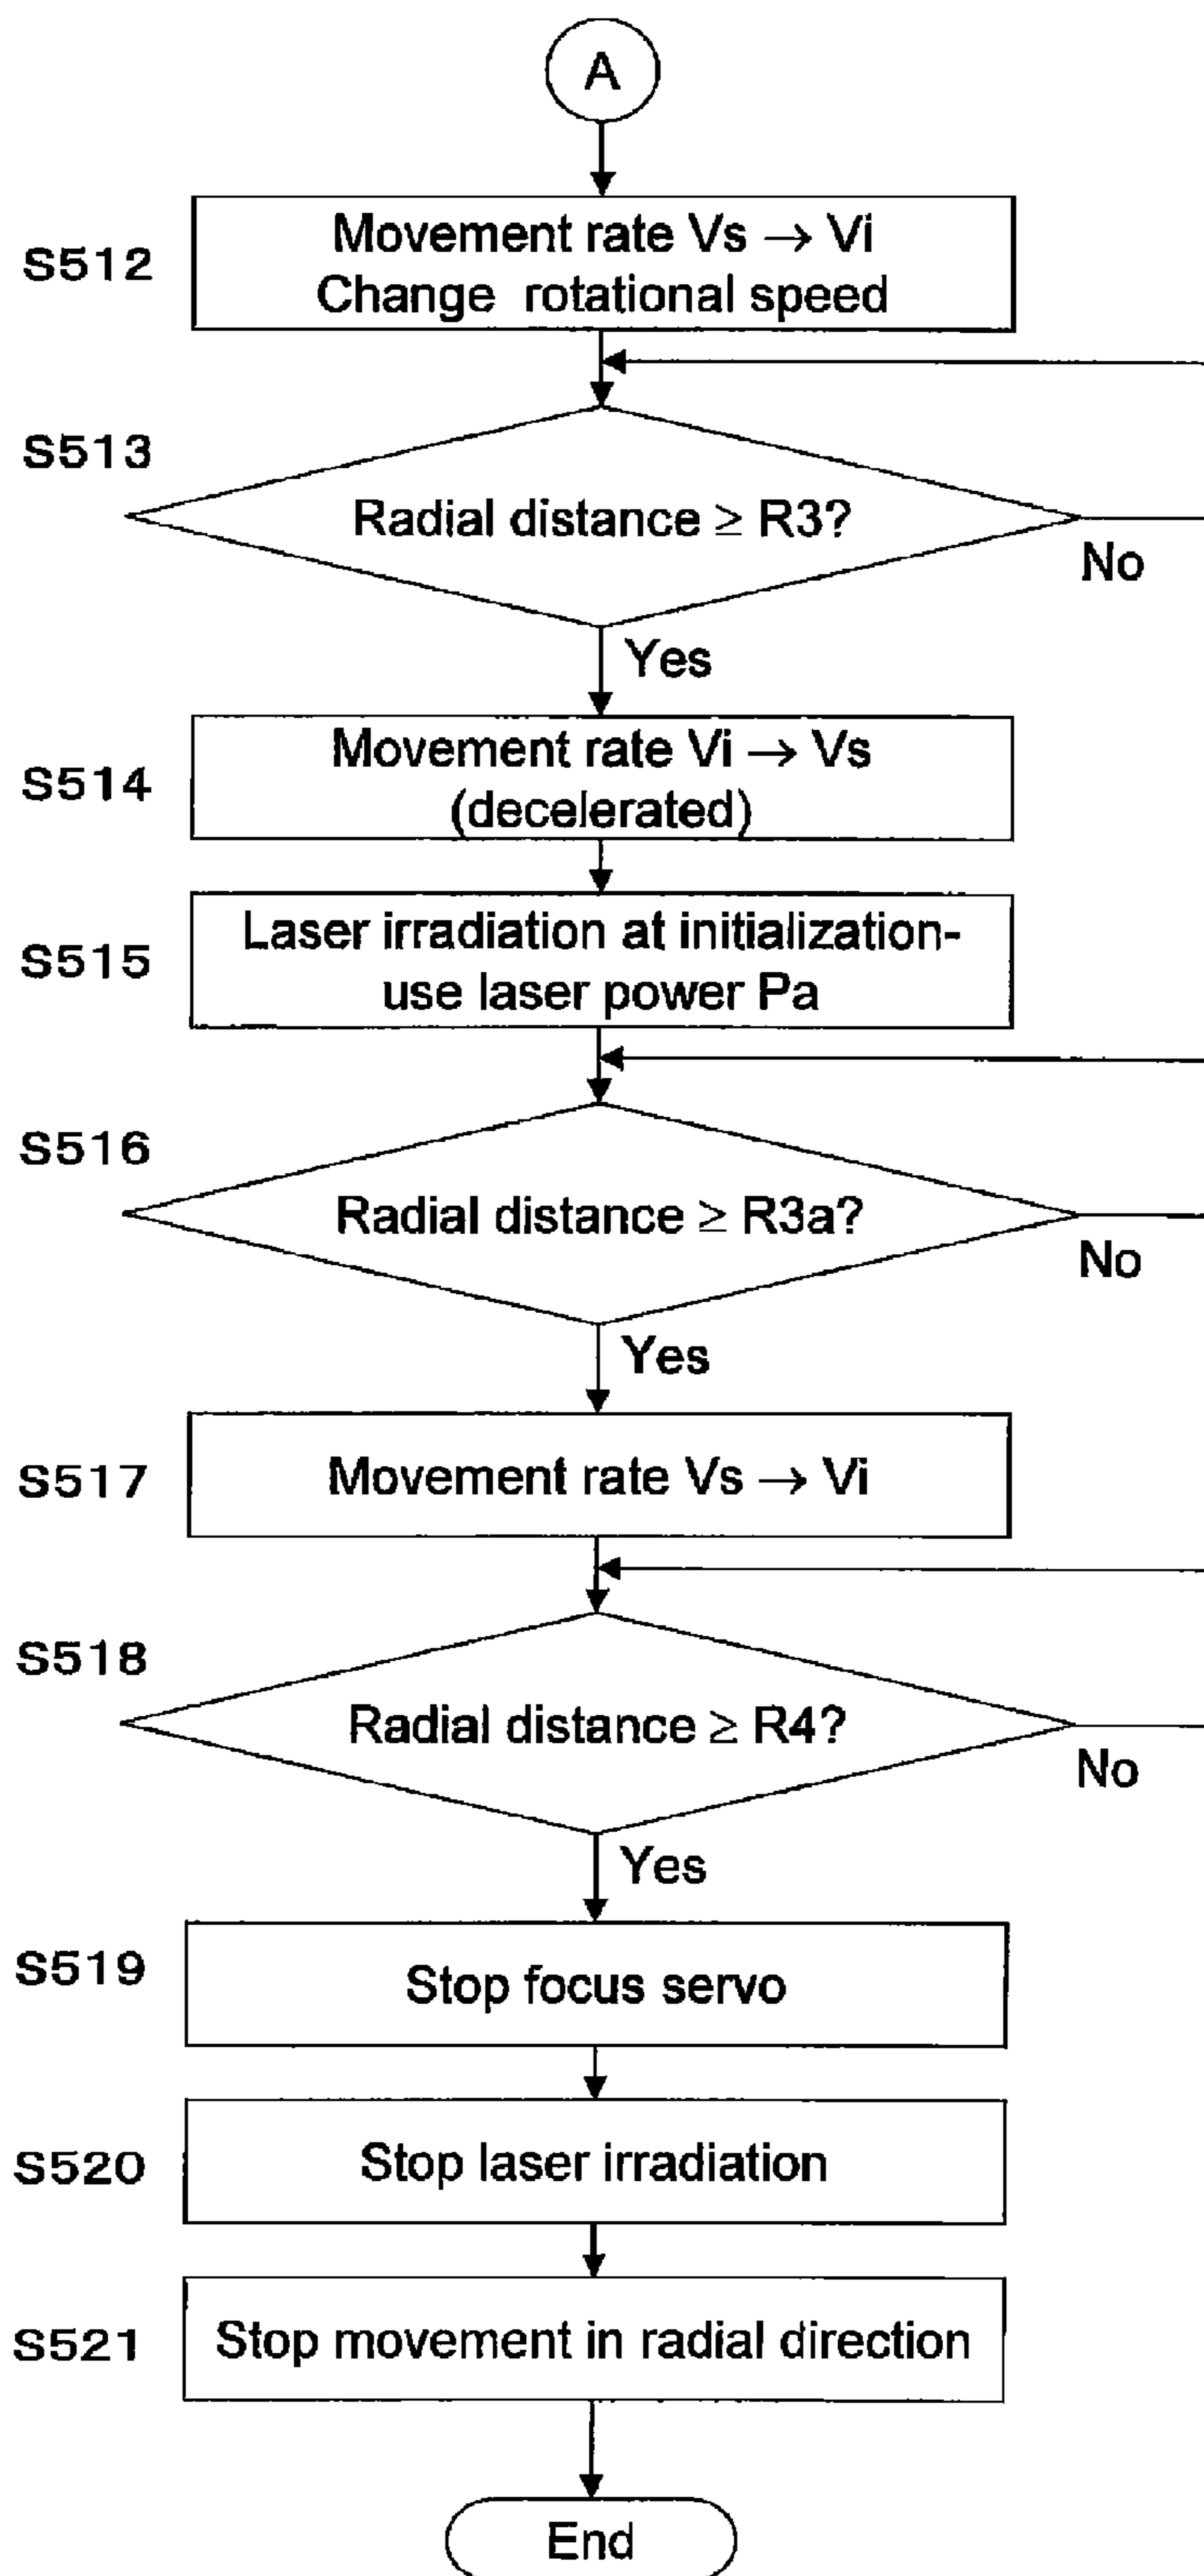 A
S512
Movement rate Vs → Vi
Change rotational speed
S513
Radial distance ≥ R3?
No
Yes
S514
Movement rate Vi → Vs
(decelerated)
S515
Laser irradiation at initialization-
use laser power Pa
S516
Radial distance ≥ R3a?
No
Yes
S517
Movement rate Vs → Vi
S518
Radial distance ≥ R4?
No
Yes
S519
Stop focus servo
S520
Stop laser irradiation
S521
Stop movement in radial direction
End